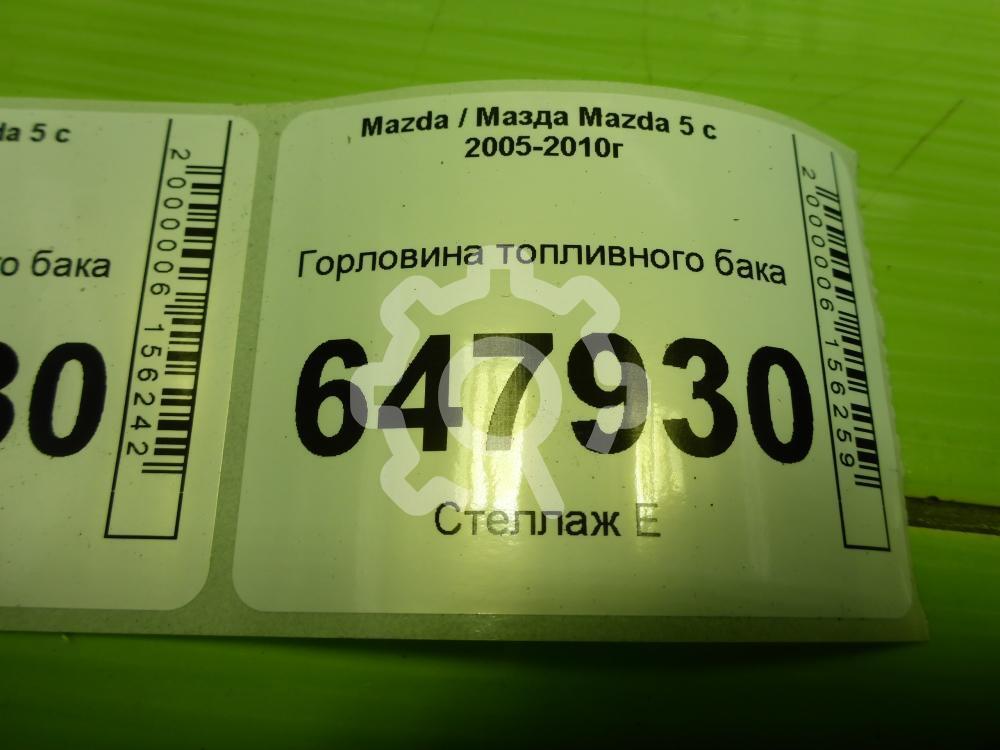 da 5 с
о бака
30
2000006156242
Mazda / Мазда Mazda 5 с
2005-2010г
Горловина топливного бака
647930
Стеллаж Е
2000006156259